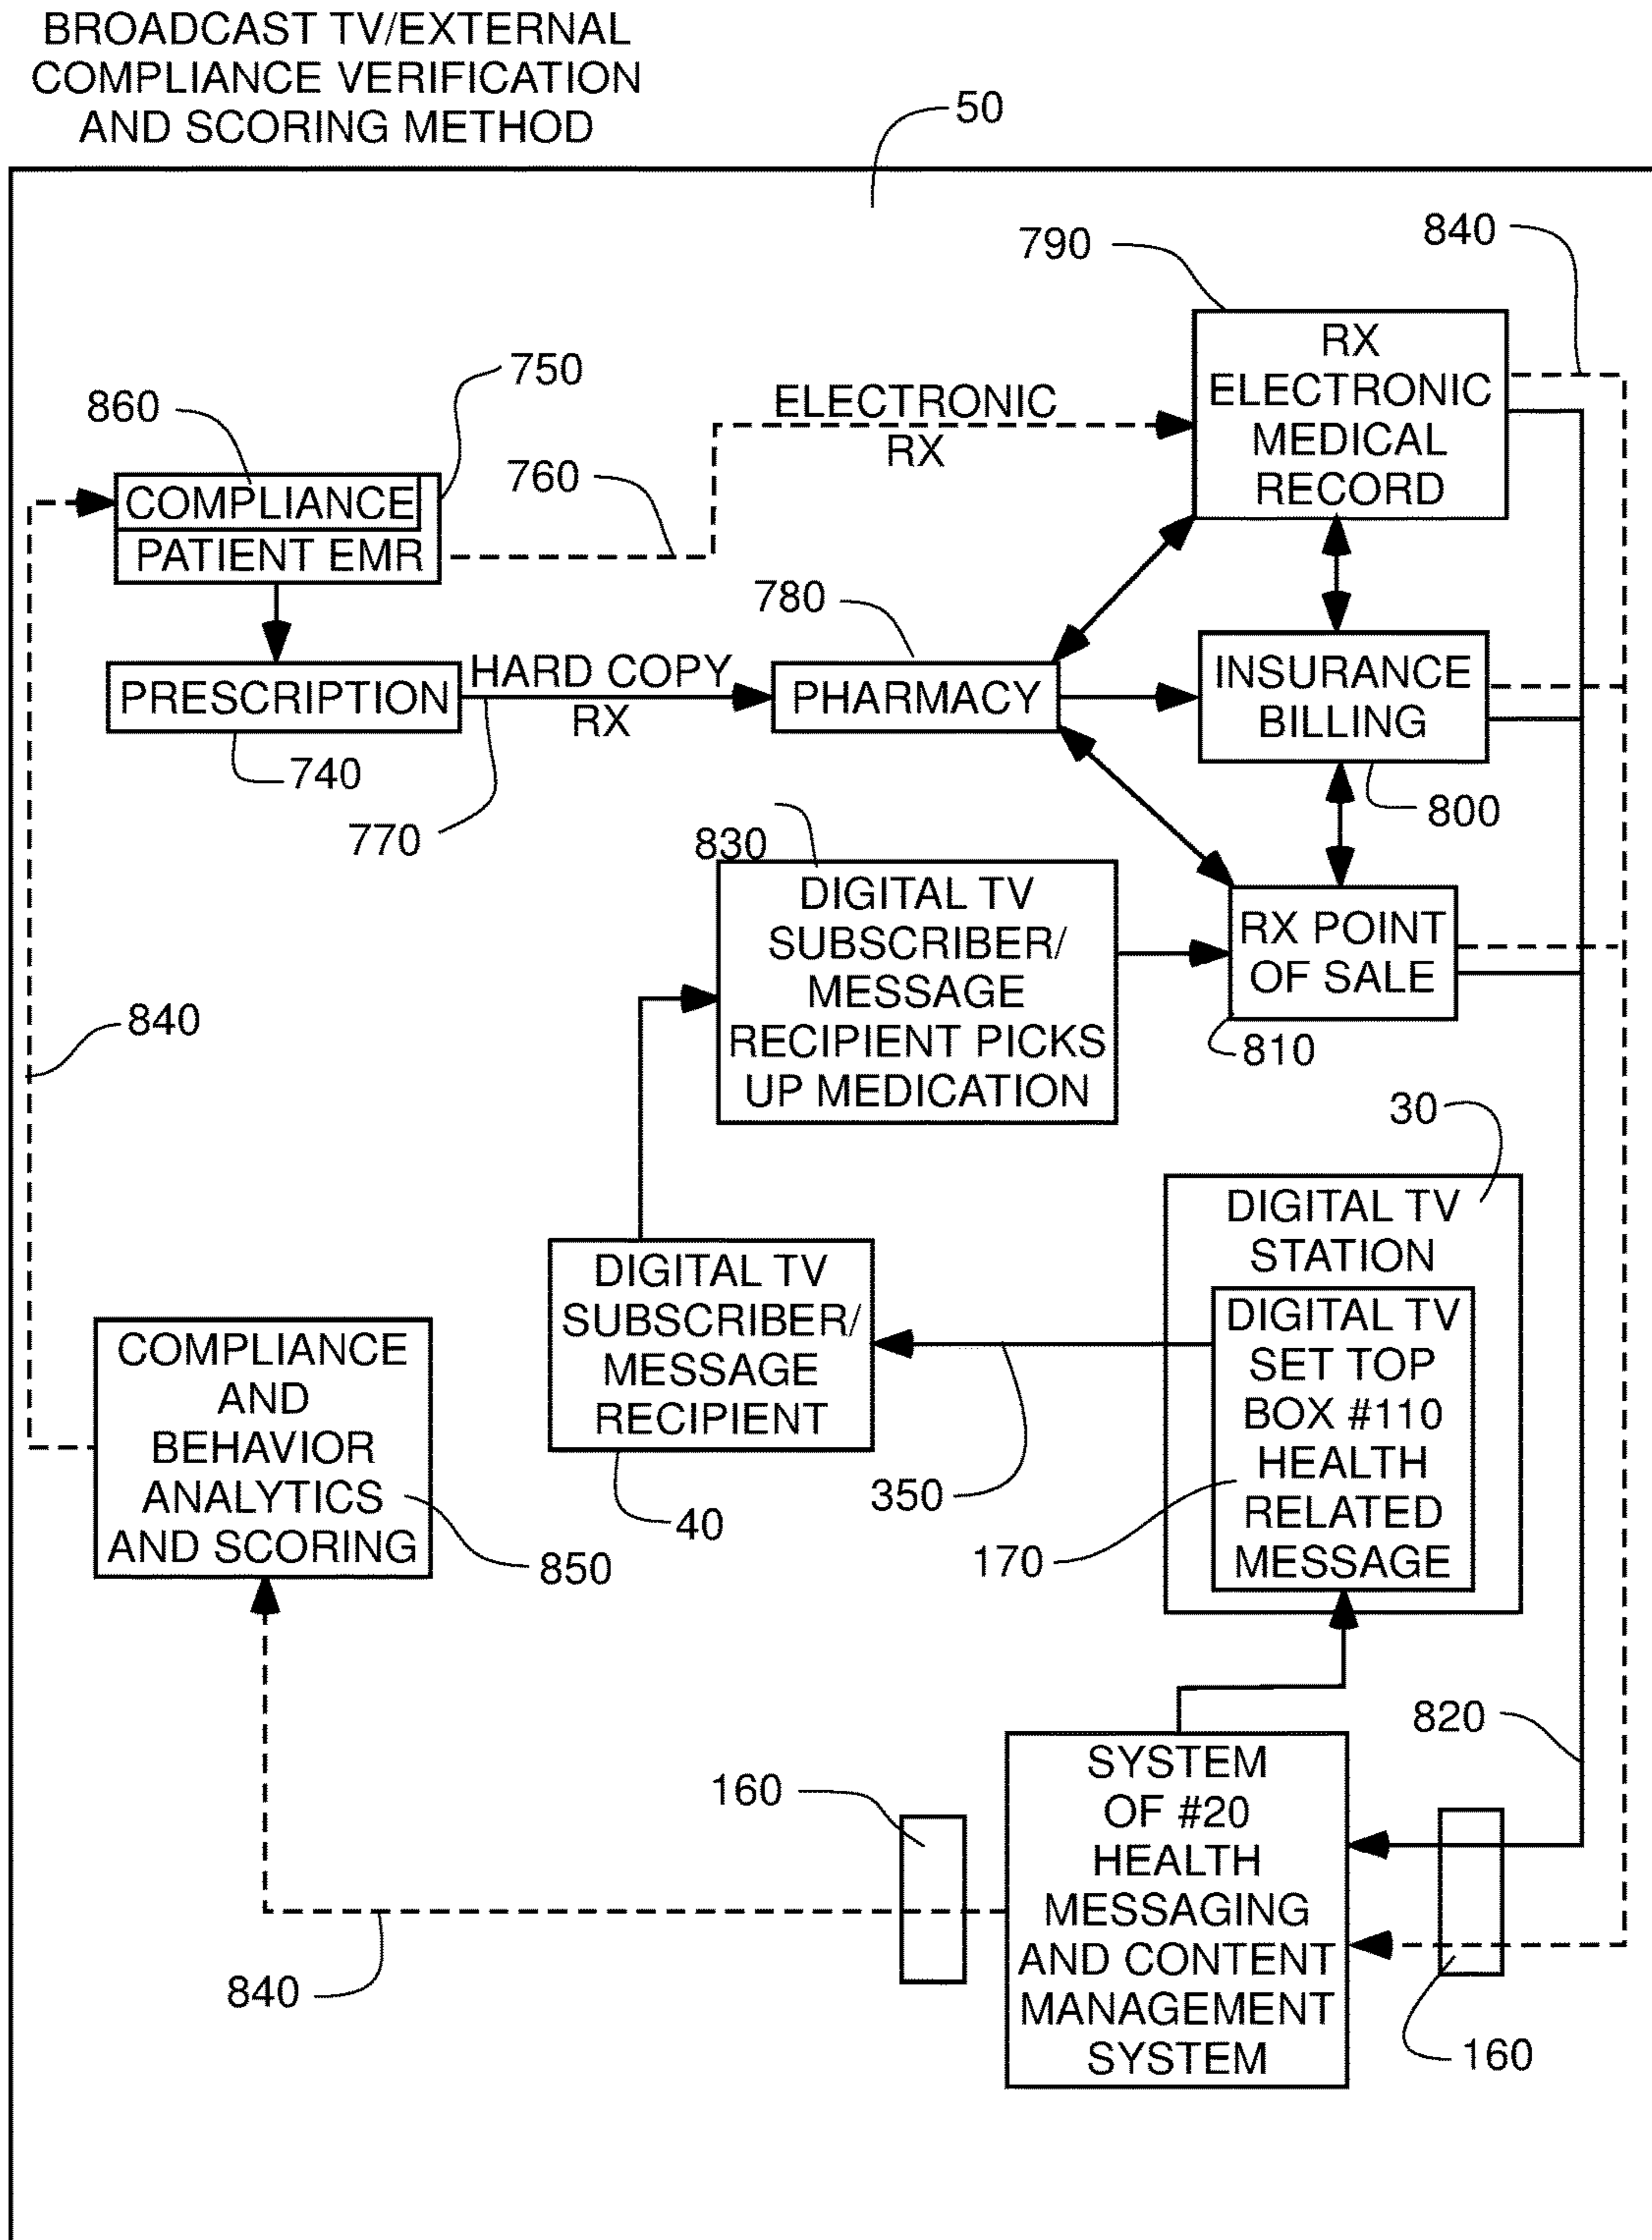 BROADCAST TV/EXTERNAL
COMPLIANCE VERIFICATION
AND SCORING METHOD
50
790
840
RX
ELECTRONIC
MEDICAL
RECORD
750
860
ELECTRONIC
RX
760
COMPLIANCE
PATIENT EMR
780
PRESCRIPTION
HARD COPY
RX
PHARMACY
INSURANCE
BILLING
740
770
800
830
DIGITAL TV
SUBSCRIBER/
MESSAGE
RECIPIENT PICKS
UP MEDICATION
RX POINT
OF SALE
840
810
30
DIGITAL TV
STATION
DIGITAL TV
SUBSCRIBER/
MESSAGE
RECIPIENT
DIGITAL TV
SET TOP
BOX #110
HEALTH
RELATED
MESSAGE
COMPLIANCE
AND
BEHAVIOR
ANALYTICS
AND SCORING
350
40
170
850
820
160
SYSTEM
OF #20
HEALTH
MESSAGING
AND CONTENT
MANAGEMENT
SYSTEM
840
160